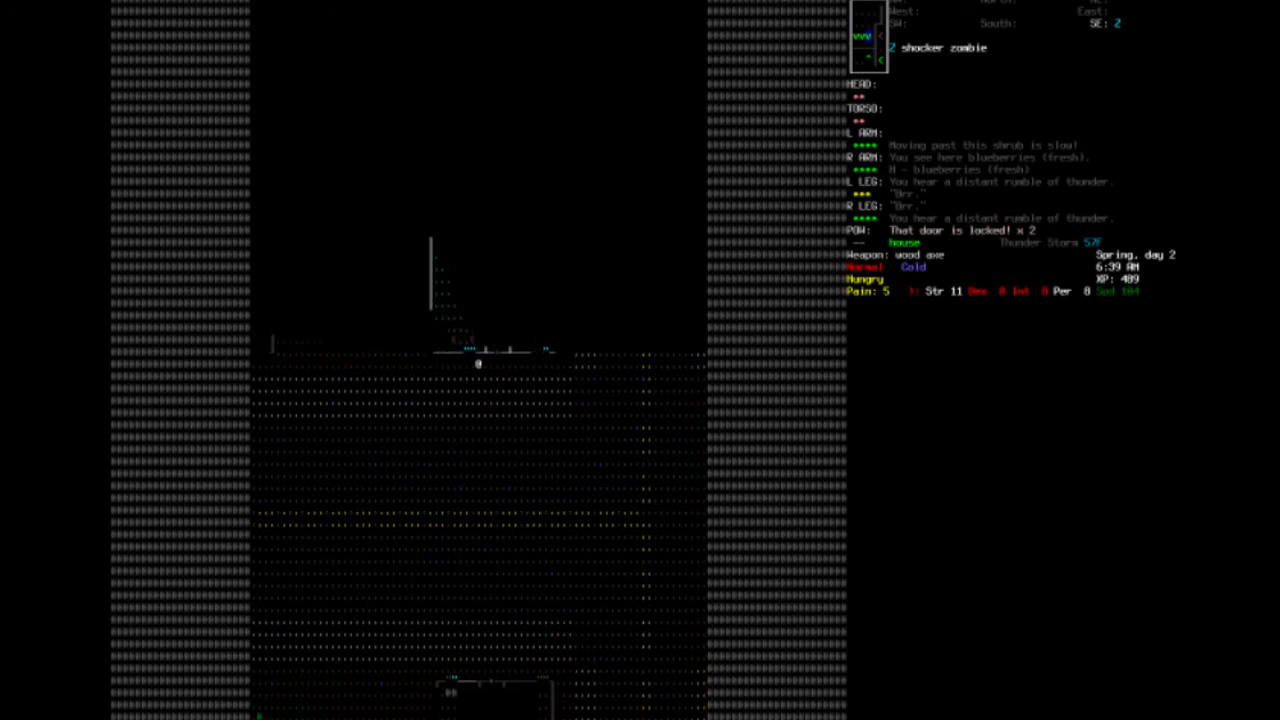 West: East:
SW: South: SE: Z
Z shocker zombie
HEAD:
**
TORSO:
**
L ARM:
**** Moving past this shrub is slow!
R ARM: You see here blueberries (fresh).
**** H - blueberries (fresh)
L LEG: You hear a distant rumble of thunder.
*** "Brr."
R LEG: "Brr."
**** You hear a distant rumble of thunder.
POW: That door is locked! x 2
-- house Thunder Storm 57F
Weapon: wood axe Spring, day 2
Normal Cold 6:39 AM
Hungry XP: 489
Pain: 5 ): Str 11 Dex 8 Int 8 Per 8 Spd 104